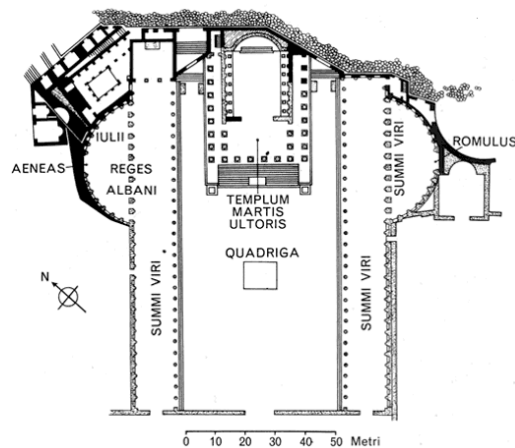 IULII
AENEAS
REGES
ALBANI
SUMMI VIRI
ROMULUS
TEMPLUM
MARTIS
ULTORIS
QUADRIGA
N
SUMMI VIRI
SUMMI VIRI
0 10 20 30 40 50 Metri